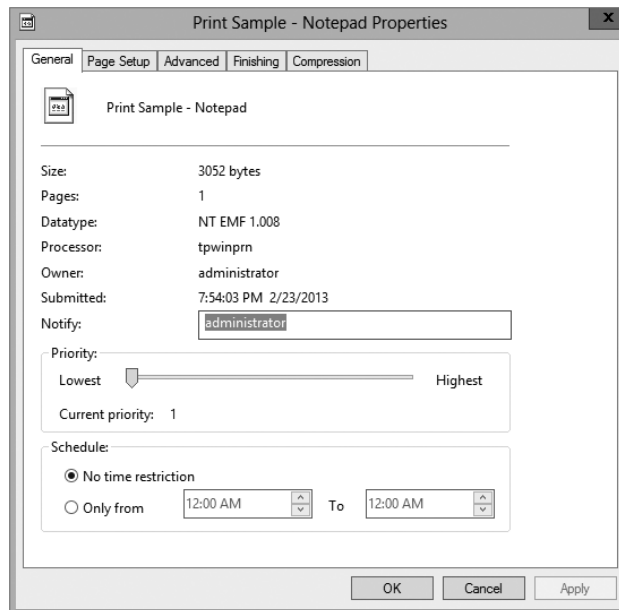 Print Sample - Notepad Properties
x
General Page Setup Advanced Finishing Compression
Print Sample - Notepad
Size: 3052 bytes
Pages: 1
Datatype: NT EMF 1.008
Processor: tpwinprn
Owner: administrator
Submitted: 7:54:03 PM 2/23/2013
Notify: administrator
Priority:
Lowest Highest
Current priority: 1
Schedule:
No time restriction
Only from 12:00 AM To 12:00 AM
OK Cancel Apply